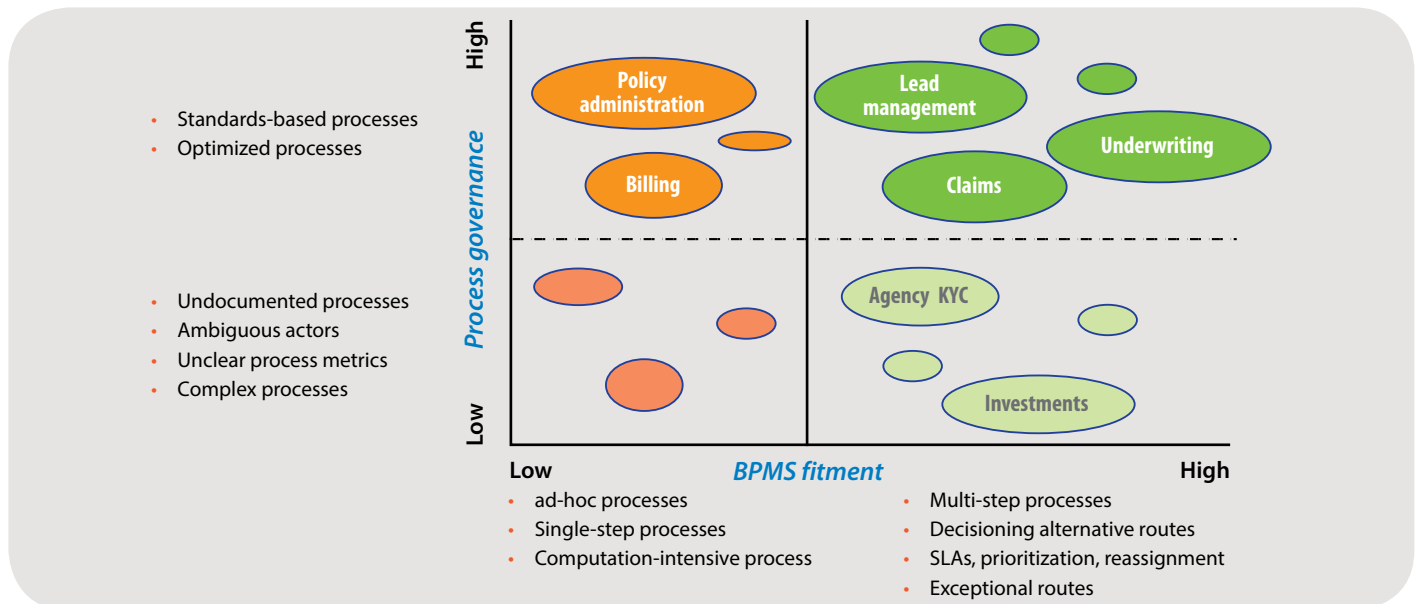 High
Process governance
Low
• Standards-based processes
• Optimized processes
• Undocumented processes
• Ambiguous actors
• Unclear process metrics
• Complex processes
Policy
administration
Billing
Lead
management
Underwriting
Claims
Agency KYC
Investments
Low
BPMS fitment
High
• ad-hoc processes
• Single-step processes
• Computation-intensive process
• Multi-step processes
• Decisioning alternative routes
• SLAs, prioritization, reassignment
• Exceptional routes